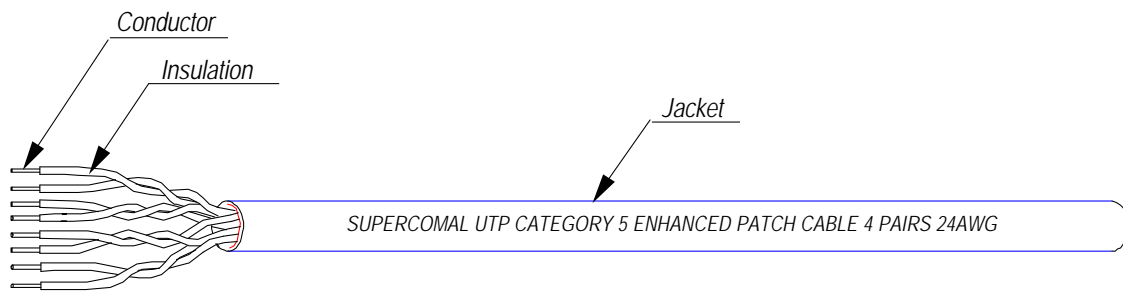 Conductor
Insulation
Jacket
SUPERCOMAL UTP CATEGORY 5 ENHANCED PATCH CABLE 4 PAIRS 24AWG